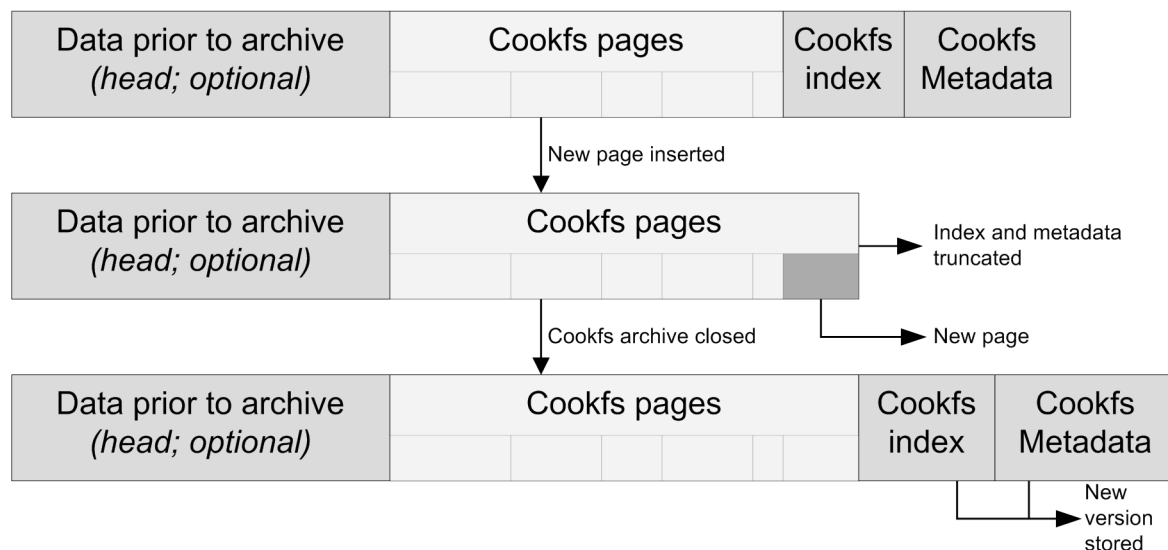 Data prior to archive
(head; optional)
Cookfs pages
Cookfs
index
Cookfs
Metadata
New page inserted
Data prior to archive
(head; optional)
Cookfs pages
Index and metadata
truncated
New page
Cookfs archive closed
Data prior to archive
(head; optional)
Cookfs pages
Cookfs
index
Cookfs
Metadata
New
version
stored